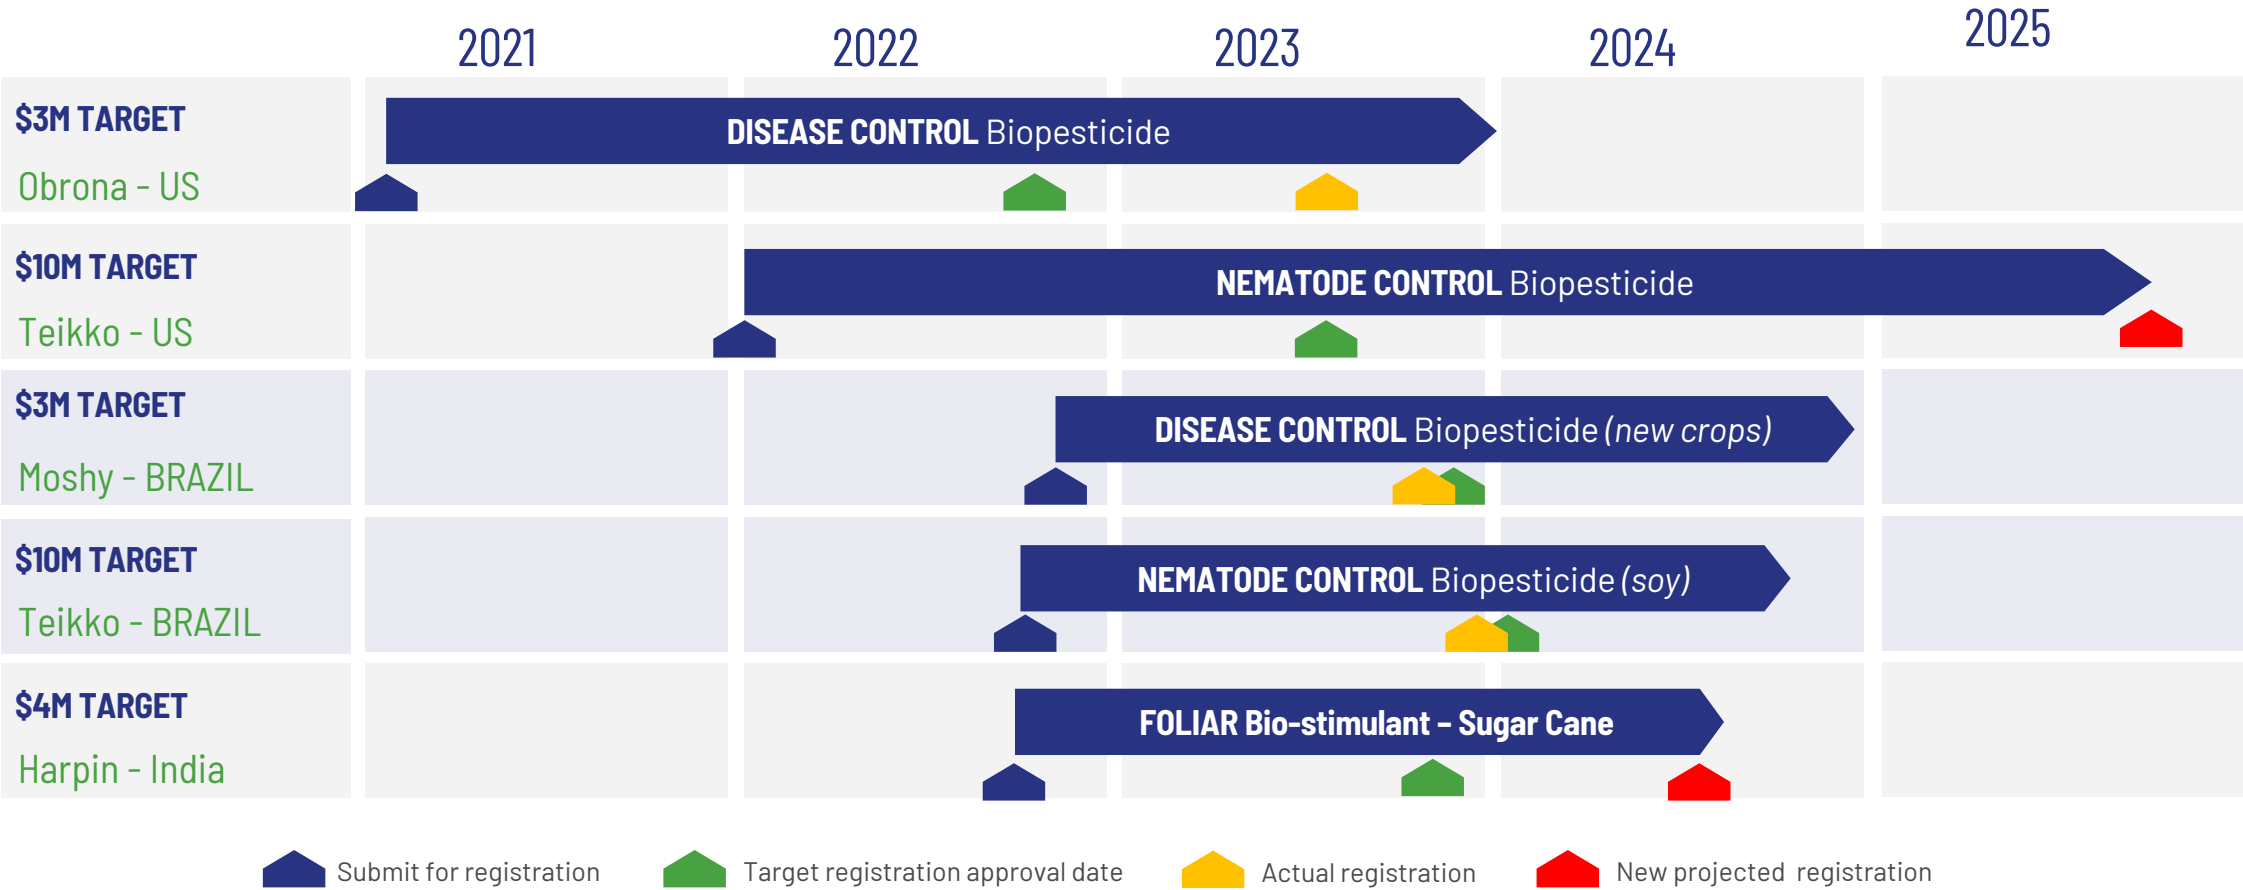 2021 2022 2023 2024 2025
$3M TARGET
DISEASE CONTROL Biopesticide
Obrona - US
$10M TARGET
NEMATODE CONTROL Biopesticide
Teikko - US
$3M TARGET
DISEASE CONTROL Biopesticide (new crops)
Moshy - BRAZIL
$10M TARGET
NEMATODE CONTROL Biopesticide (soy)
Teikko - BRAZIL
$4M TARGET
FOLIAR Bio-stimulant – Sugar Cane
Harpin - India
Submit for registration
Target registration approval date
Actual registration
New projected registration